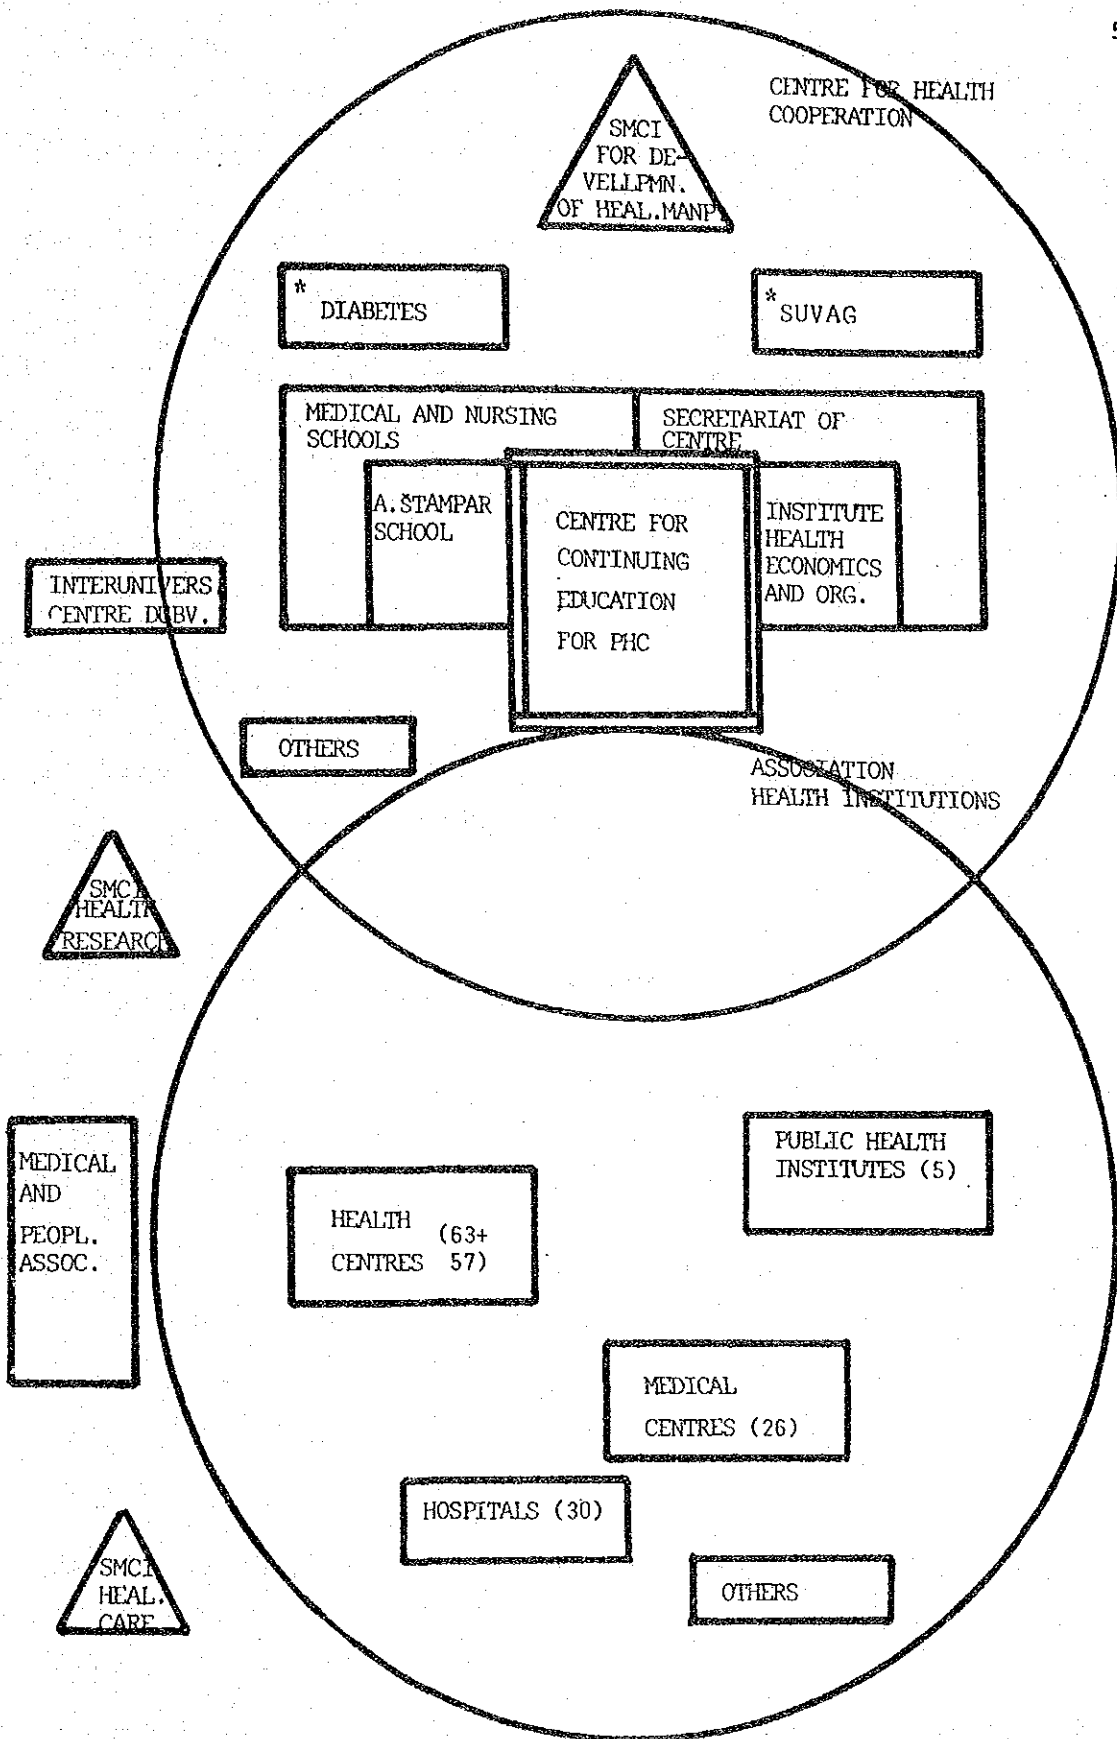 5
CENTRE FOR HEALTH
COOPERATION
SMCI
FOR DE-
VELLPMN.
OF HEAL.MANP
* DIABETES
* SUVAG
MEDICAL AND NURSING
SCHOOLS
SECRETARIAT OF
CENTRE
A.ŠTAMPAR
SCHOOL
CENTRE FOR
CONTINUING
EDUCATION
FOR PHC
INSTITUTE
HEALTH
ECONOMICS
AND ORG.
INTERUNIVERS
CENTRE DUBV.
OTHERS
ASSOCIATION
HEALTH INSTITUTIONS
SMCI
HEALTH
RESEARCH
MEDICAL
AND
PEOPL.
ASSOC.
PUBLIC HEALTH
INSTITUTES (5)
HEALTH (63+
CENTRES 57)
MEDICAL
CENTRES (26)
HOSPITALS (30)
SMCI
HEAL.
CARE
OTHERS